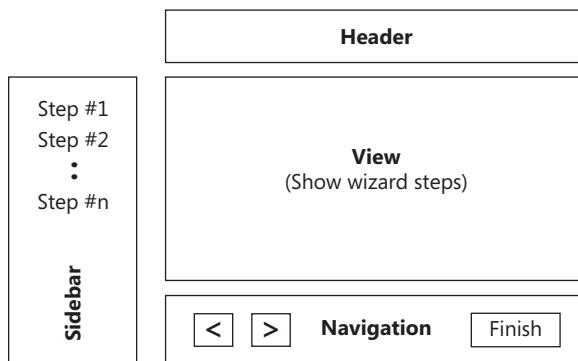 Header
Step #1
Step #2
:
Step #n
Sidebar
View
(Show wizard steps)
< > Navigation Finish